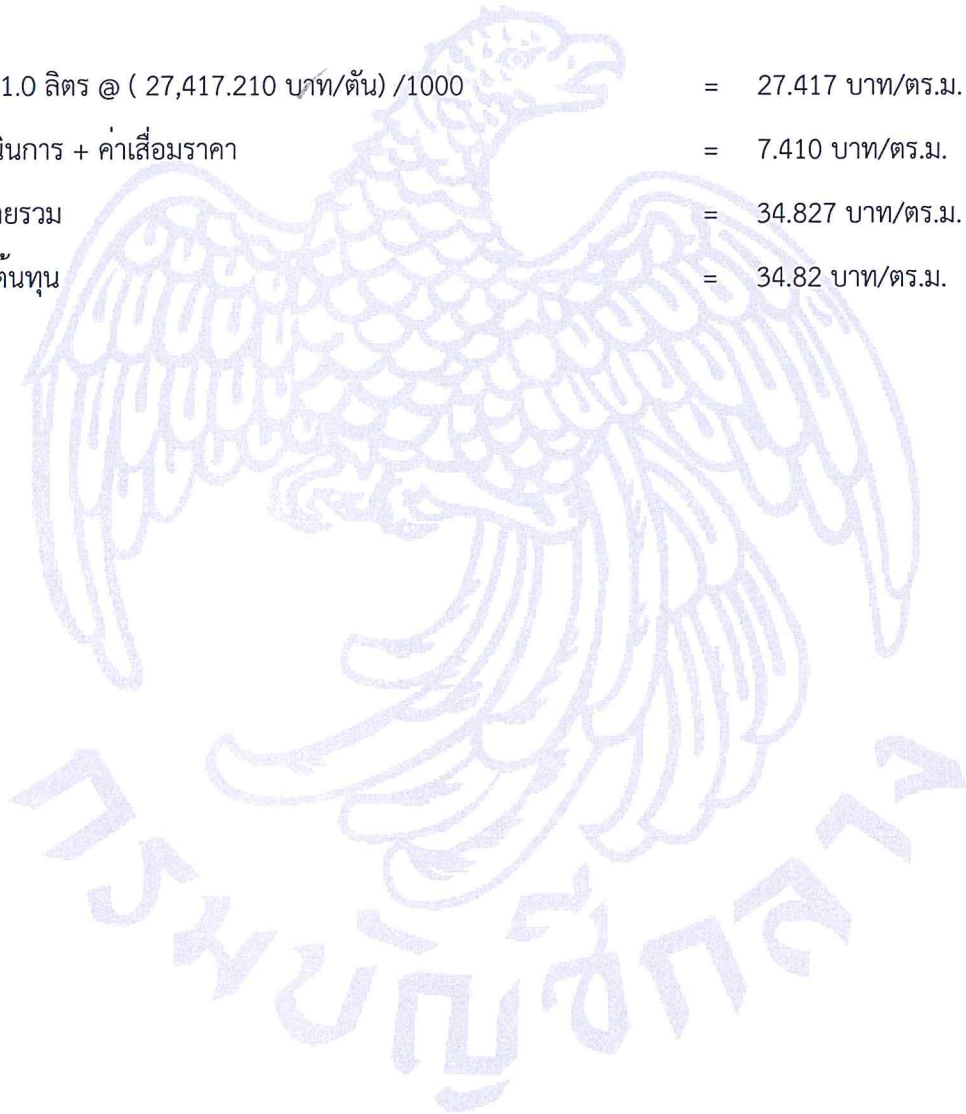 1.0 ลิตร @ ( 27,417.210 บาท/ตัน) /1000 = 27.417 บาท/ตร.ม.
นินการ + ค่าเสื่อมราคา = 7.410 บาท/ตร.ม.
ายรวม = 34.827 บาท/ตร.ม.
ต้นทุน = 34.82 บาท/ตร.ม.
กรมบัญชีกลาง